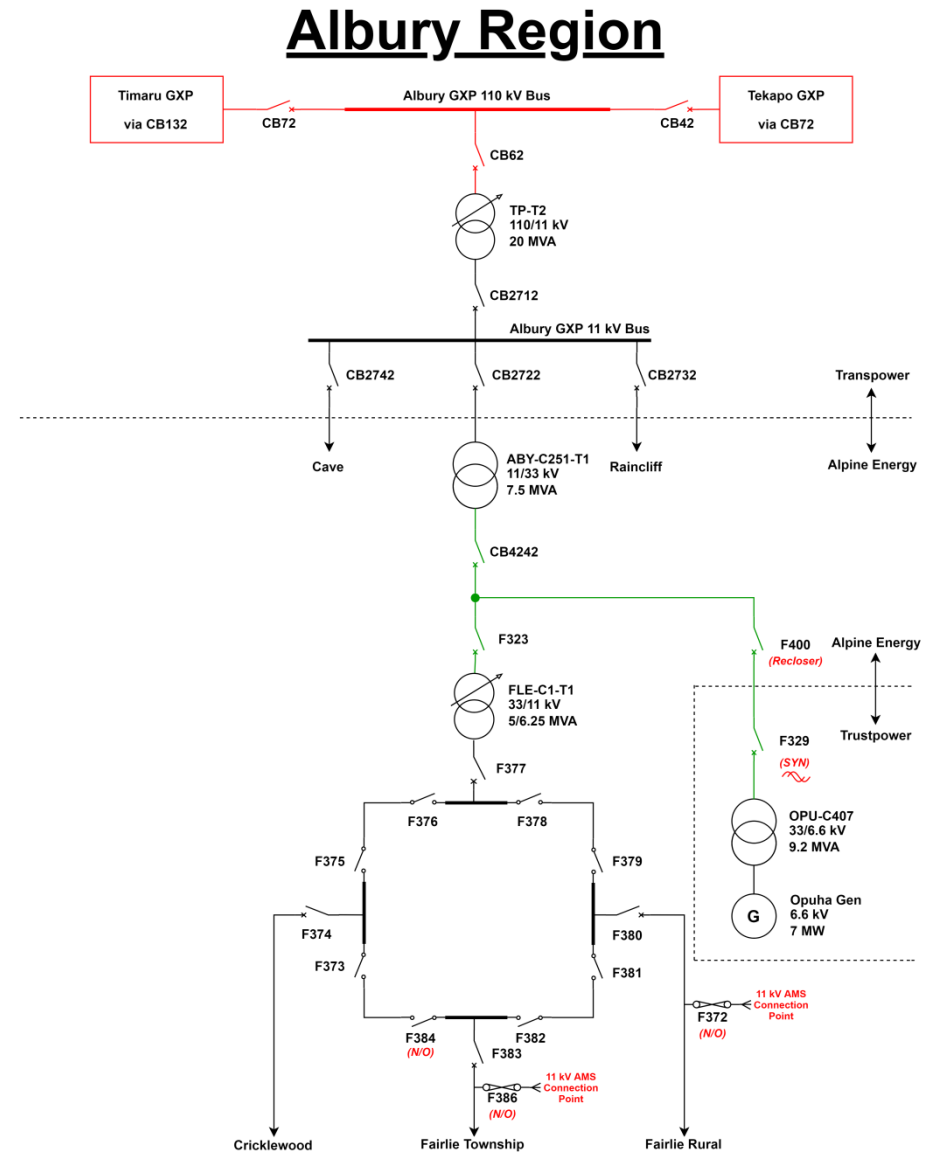 Albury Region
Timaru GXP
via CB132
CB72
Albury GXP 110 kV Bus
CB42
Tekapo GXP
via CB72
CB62
TP-T2
110/11 kV
20 MVA
CB2712
Albury GXP 11 kV Bus
CB2742
CB2722
CB2732
Transpower
Cave
Raincliff
Alpine Energy
ABY-C251-T1
11/33 kV
7.5 MVA
CB4242
F323
F400
(Recloser)
Alpine Energy
FLE-C1-T1
33/11 kV
5/6.25 MVA
Trustpower
F329
(SYN)
F377
OPU-C407
33/6.6 kV
9.2 MVA
F376
F378
F375
F379
Opuha Gen
6.6 kV
7 MW
G
F374
F380
F373
F381
11 kV AMS
Connection
Point
F372
(N/O)
F384
(N/O)
F382
F383
11 kV AMS
Connection
Point
F386
(N/O)
Cricklewood
Fairlie Township
Fairlie Rural